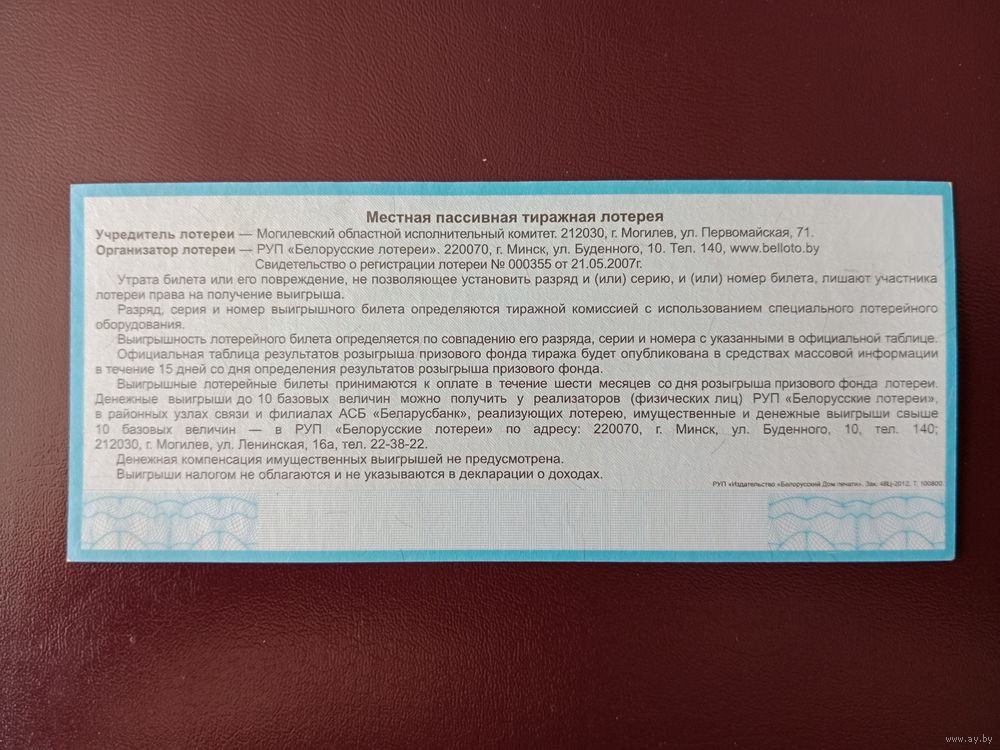 Местная пассивная тиражная лотерея
Учредитель лотереи — Могилевский областной исполнительный комитет. 212030, г. Могилев, ул. Первомайская, 71.
Организатор лотереи — РУП «Белорусские лотереи». 220070, г. Минск, ул. Буденного, 10. Тел. 140, www.belloto.by
Свидетельство о регистрации лотереи № 000355 от 21.05.2007г.
Утрата билета или его повреждение, не позволяющее установить разряд и (или) серию, и (или) номер билета, лишают участника
лотереи права на получение выигрыша.
Разряд, серия и номер выигрышного билета определяются тиражной комиссией с использованием специального лотерейного
оборудования.
Выигрышность лотерейного билета определяется по совпадению его разряда, серии и номера с указанными в официальной таблице.
Официальная таблица результатов розыгрыша призового фонда тиража будет опубликована в средствах массовой информации
в течение 15 дней со дня определения результатов розыгрыша призового фонда.
Выигрышные лотерейные билеты принимаются к оплате в течение шести месяцев со дня розыгрыша призового фонда лотереи.
Денежные выигрыши до 10 базовых величин можно получить у реализаторов (физических лиц) РУП «Белорусские лотереи»,
в районных узлах связи и филиалах АСБ «Беларусбанк», реализующих лотерею, имущественные и денежные выигрыши свыше
10 базовых величин — в РУП «Белорусские лотереи» по адресу: 220070, г. Минск, ул. Буденного, 10, тел. 140;
212030, г. Могилев, ул. Ленинская, 16а, тел. 22-38-22.
Денежная компенсация имущественных выигрышей не предусмотрена.
Выигрыши налогом не облагаются и не указываются в декларации о доходах.
РУП «Издательство «Белорусский Дом печати». Зак. 48Ц-2012. Т. 100800.
www.ay.by